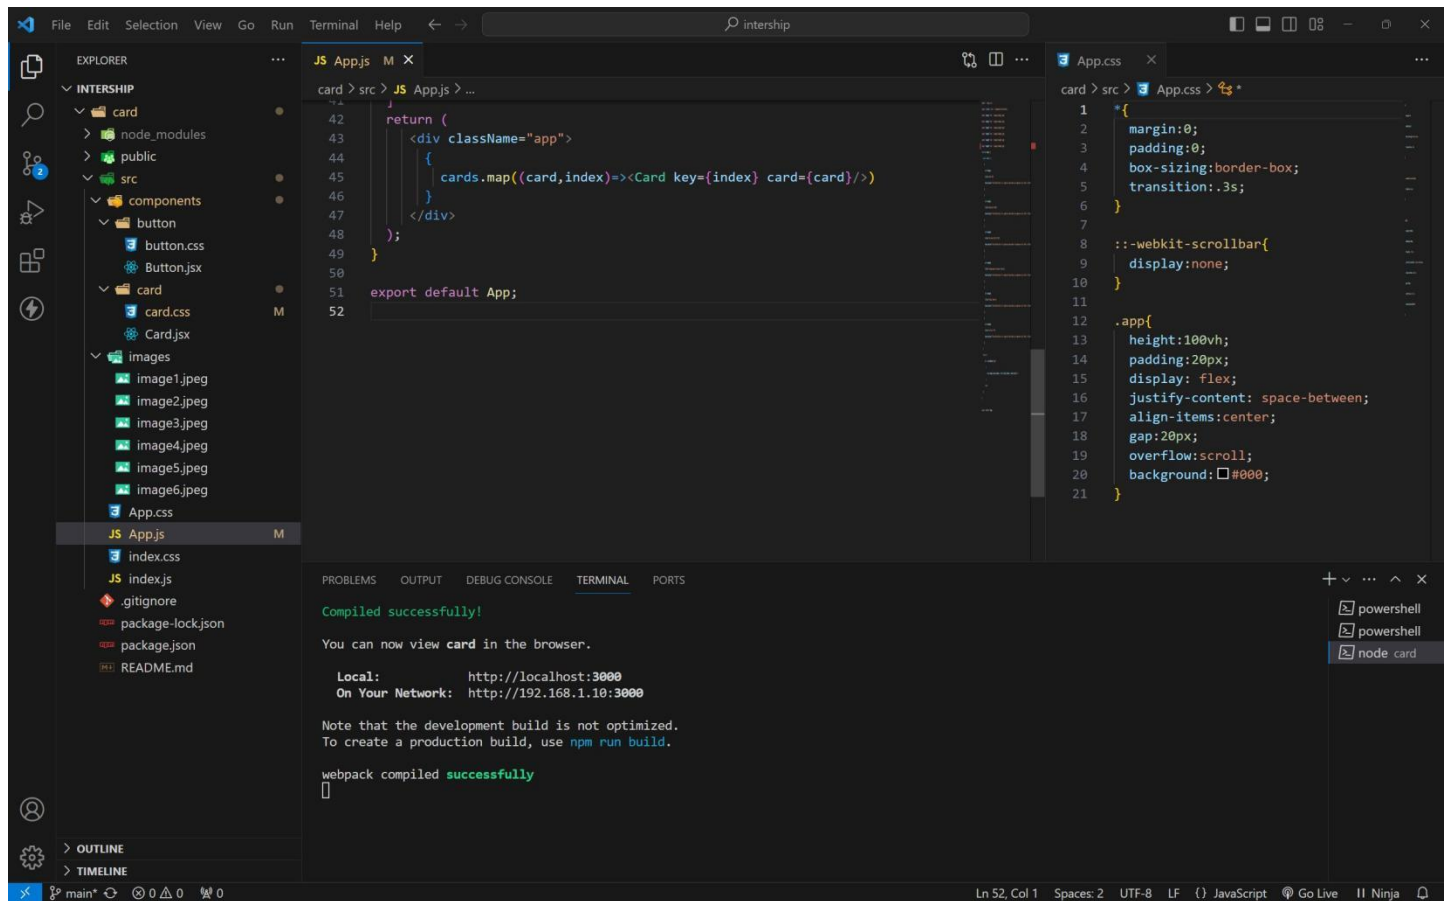 File Edit Selection View Go Run Terminal Help
intership
EXPLORER
INTERSHIP
card
node_modules
public
src
components
button
button.css
Button.jsx
card
card.css M
Card.jsx
images
image1.jpeg
image2.jpeg
image3.jpeg
image4.jpeg
image5.jpeg
image6.jpeg
App.css
JS App.js M
index.css
JS index.js
.gitignore
package-lock.json
package.json
README.md
OUTLINE
TIMELINE
2
JS App.js M
card > src > JS App.js > ...
41 ]
42 return (
43 <div className="app">
44 {
45 cards.map((card,index)=><Card key={index} card={card}/>)
46 }
47 </div>
48 );
49 }
50
51 export default App;
52
App.css
card > src > App.css > *
1 *{
2 margin:0;
3 padding:0;
4 box-sizing:border-box;
5 transition:.3s;
6 }
7
8 ::-webkit-scrollbar{
9 display:none;
10 }
11
12 .app{
13 height:100vh;
14 padding:20px;
15 display: flex;
16 justify-content: space-between;
17 align-items:center;
18 gap:20px;
19 overflow:scroll;
20 background:#000;
21 }
PROBLEMS OUTPUT DEBUG CONSOLE TERMINAL PORTS
Compiled successfully!
You can now view card in the browser.
Local: http://localhost:3000
On Your Network: http://192.168.1.10:3000
Note that the development build is not optimized.
To create a production build, use npm run build.
webpack compiled successfully
powershell
powershell
node card
main* 0 0 0
Ln 52, Col 1 Spaces: 2 UTF-8 LF {} JavaScript Go Live Ninja